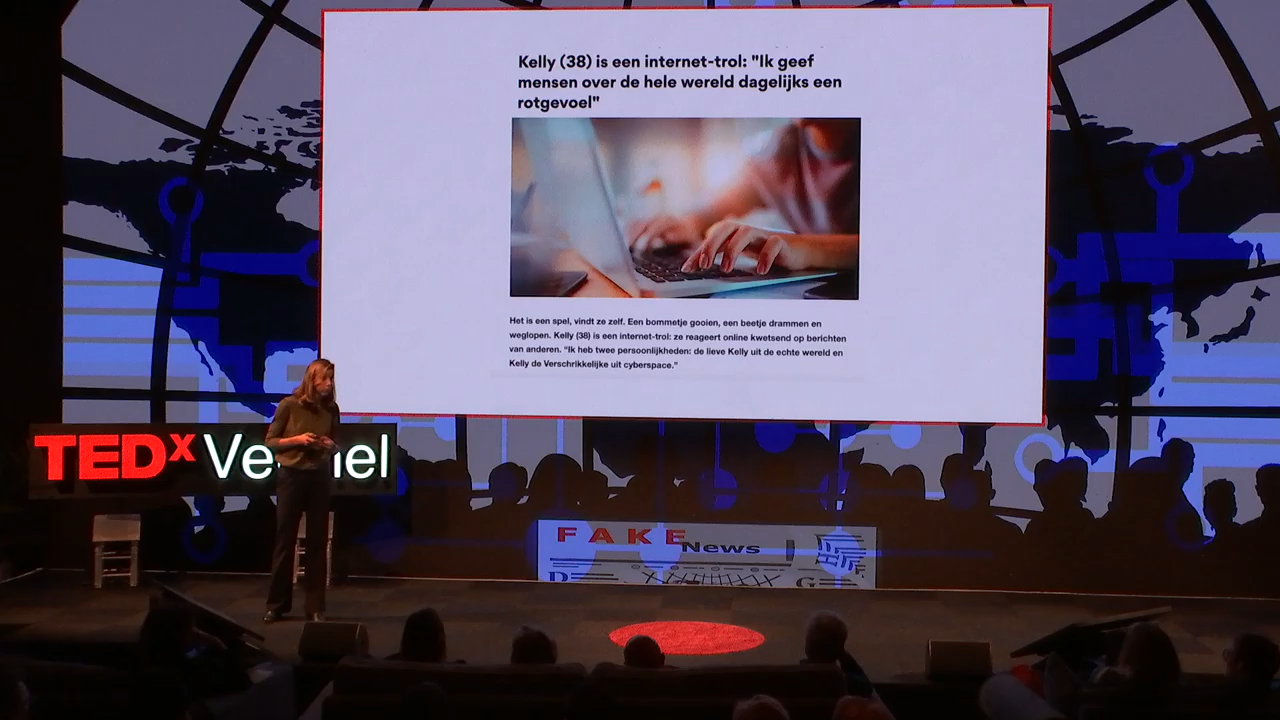 Kelly (38) is een internet-trol: "Ik geef
mensen over de hele wereld dagelijks een
rotgevoel"
Het is een spel, vindt ze zelf. Een bommetje gooien, een beetje drammen en
weglopen. Kelly (38) is een internet-trol: ze reageert online kwetsend op berichten
van anderen. "Ik heb twee persoonlijkheden: de lieve Kelly uit de echte wereld en
Kelly de Verschrikkelijke uit cyberspace."
TEDx
FAKE
News
D
G